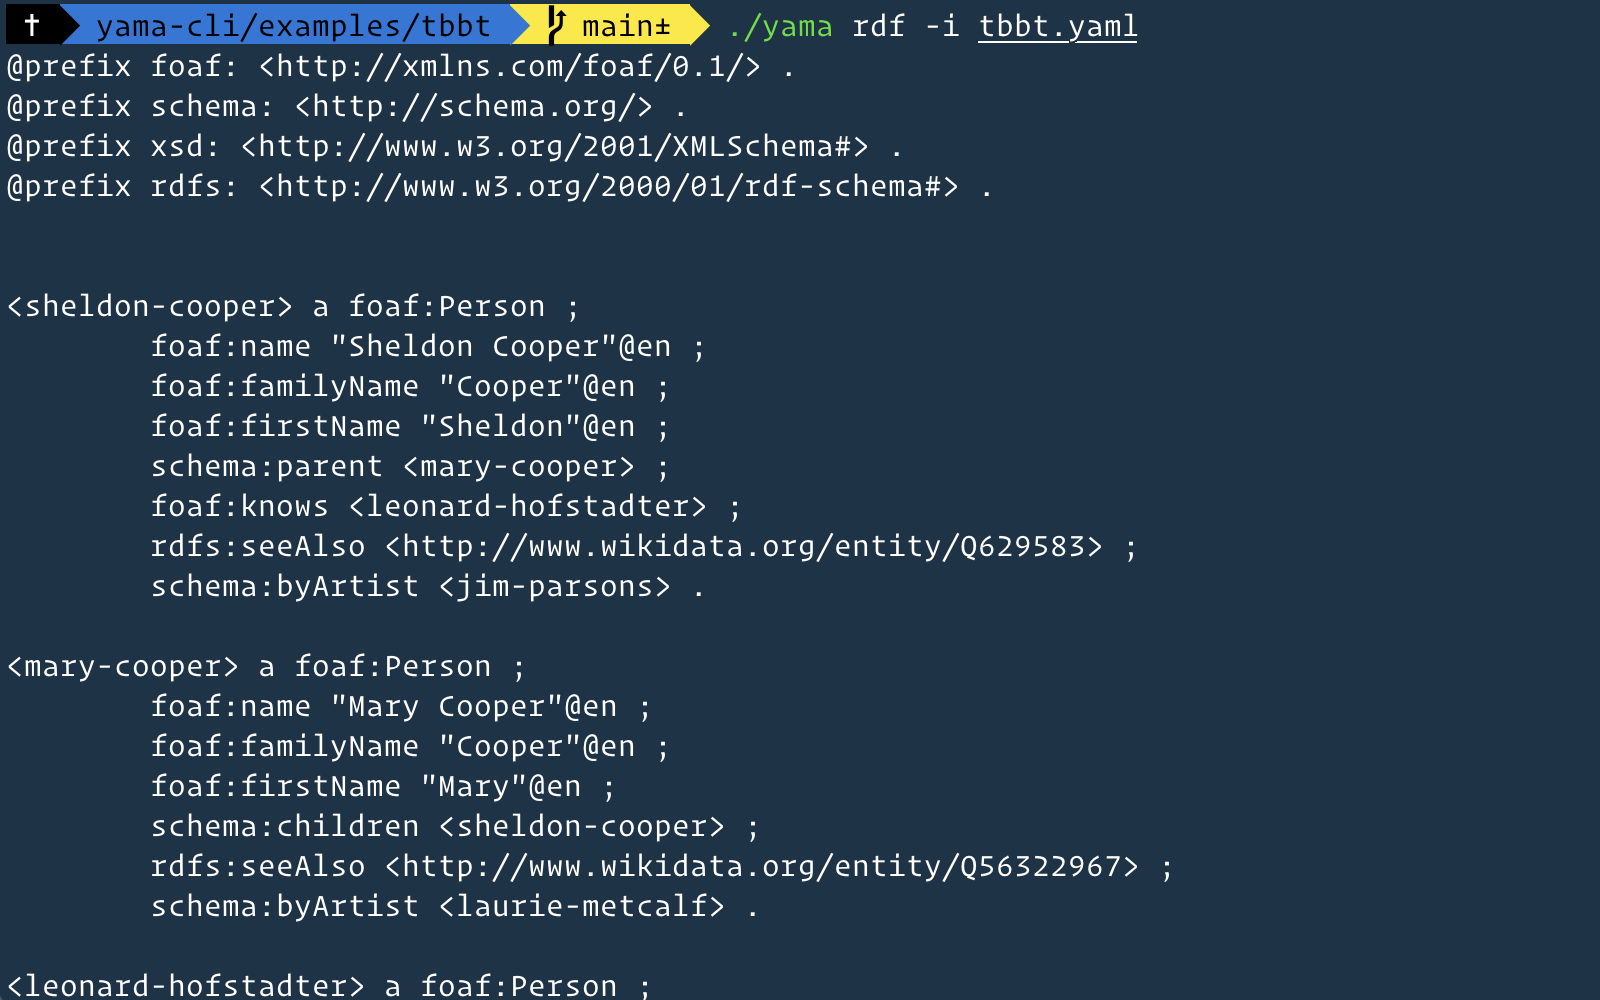 ✝ yama-cli/examples/tbbt main± ./yama rdf -i tbbt.yaml
@prefix foaf: <http://xmlns.com/foaf/0.1/> .
@prefix schema: <http://schema.org/> .
@prefix xsd: <http://www.w3.org/2001/XMLSchema#> .
@prefix rdfs: <http://www.w3.org/2000/01/rdf-schema#> .
<sheldon-cooper> a foaf:Person ;
foaf:name "Sheldon Cooper"@en ;
foaf:familyName "Cooper"@en ;
foaf:firstName "Sheldon"@en ;
schema:parent <mary-cooper> ;
foaf:knows <leonard-hofstadter> ;
rdfs:seeAlso <http://www.wikidata.org/entity/Q629583> ;
schema:byArtist <jim-parsons> .
<mary-cooper> a foaf:Person ;
foaf:name "Mary Cooper"@en ;
foaf:familyName "Cooper"@en ;
foaf:firstName "Mary"@en ;
schema:children <sheldon-cooper> ;
rdfs:seeAlso <http://www.wikidata.org/entity/Q56322967> ;
schema:byArtist <laurie-metcalf> .
<leonard-hofstadter> a foaf:Person ;